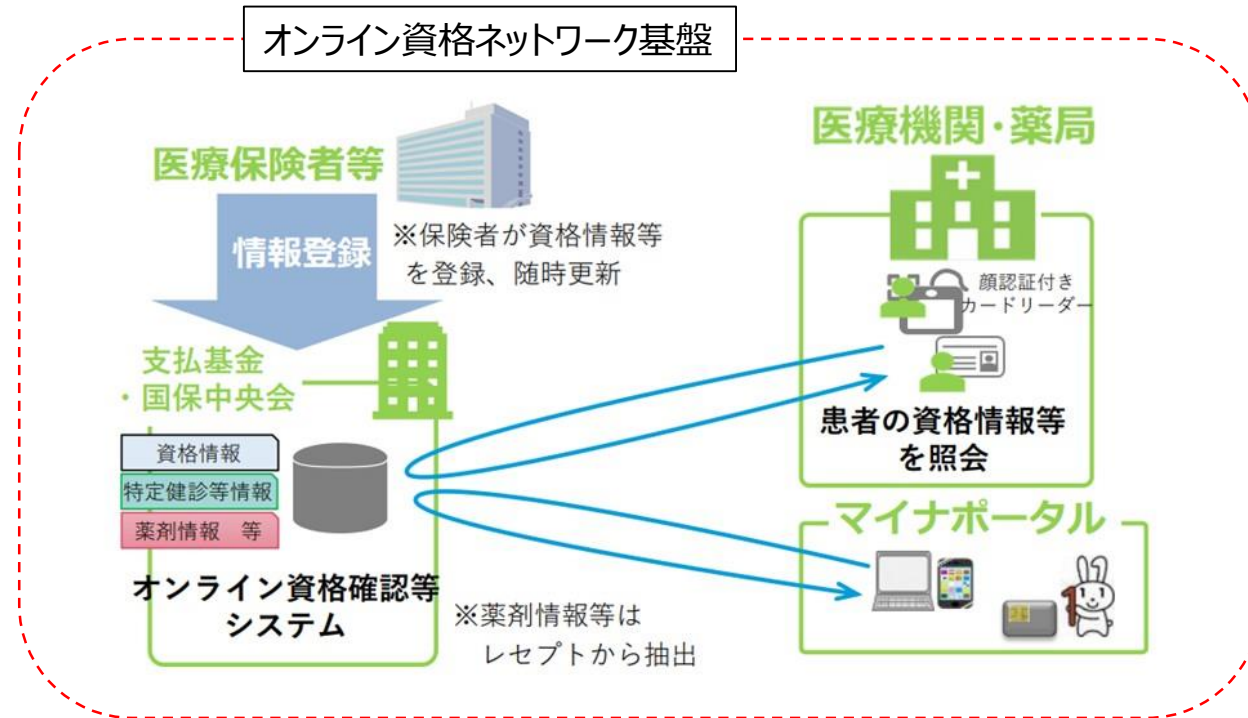 オンライン資格ネットワーク基盤
医療保険者等
情報登録
※保険者が資格情報等
を登録、随時更新
支払基金
・国保中央会
資格情報
特定健診等情報
薬剤情報　等
オンライン資格確認等
システム
※薬剤情報等は
レセプトから抽出
医療機関・薬局
顔認証付き
カードリーダー
患者の資格情報等
を照会
マイナポータル